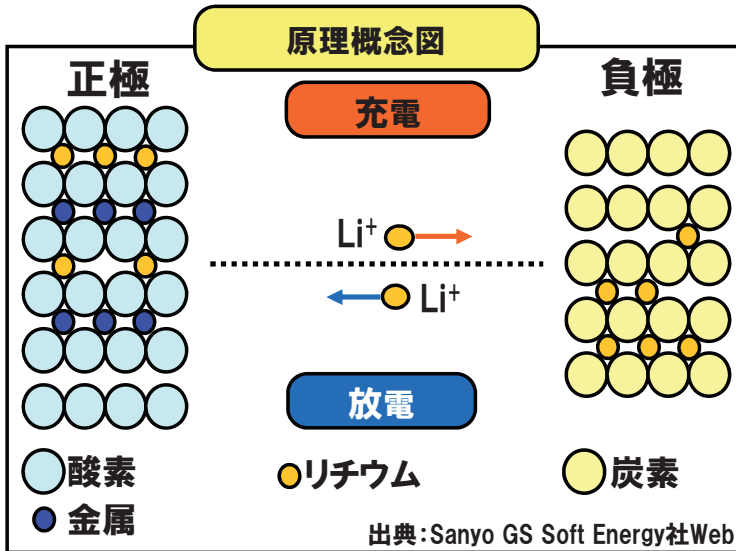 原理概念図
正極
負極
充電
Li⁺
Li⁺
放電
酸素
リチウム
炭素
金属
出典:Sanyo GS Soft Energy社Web